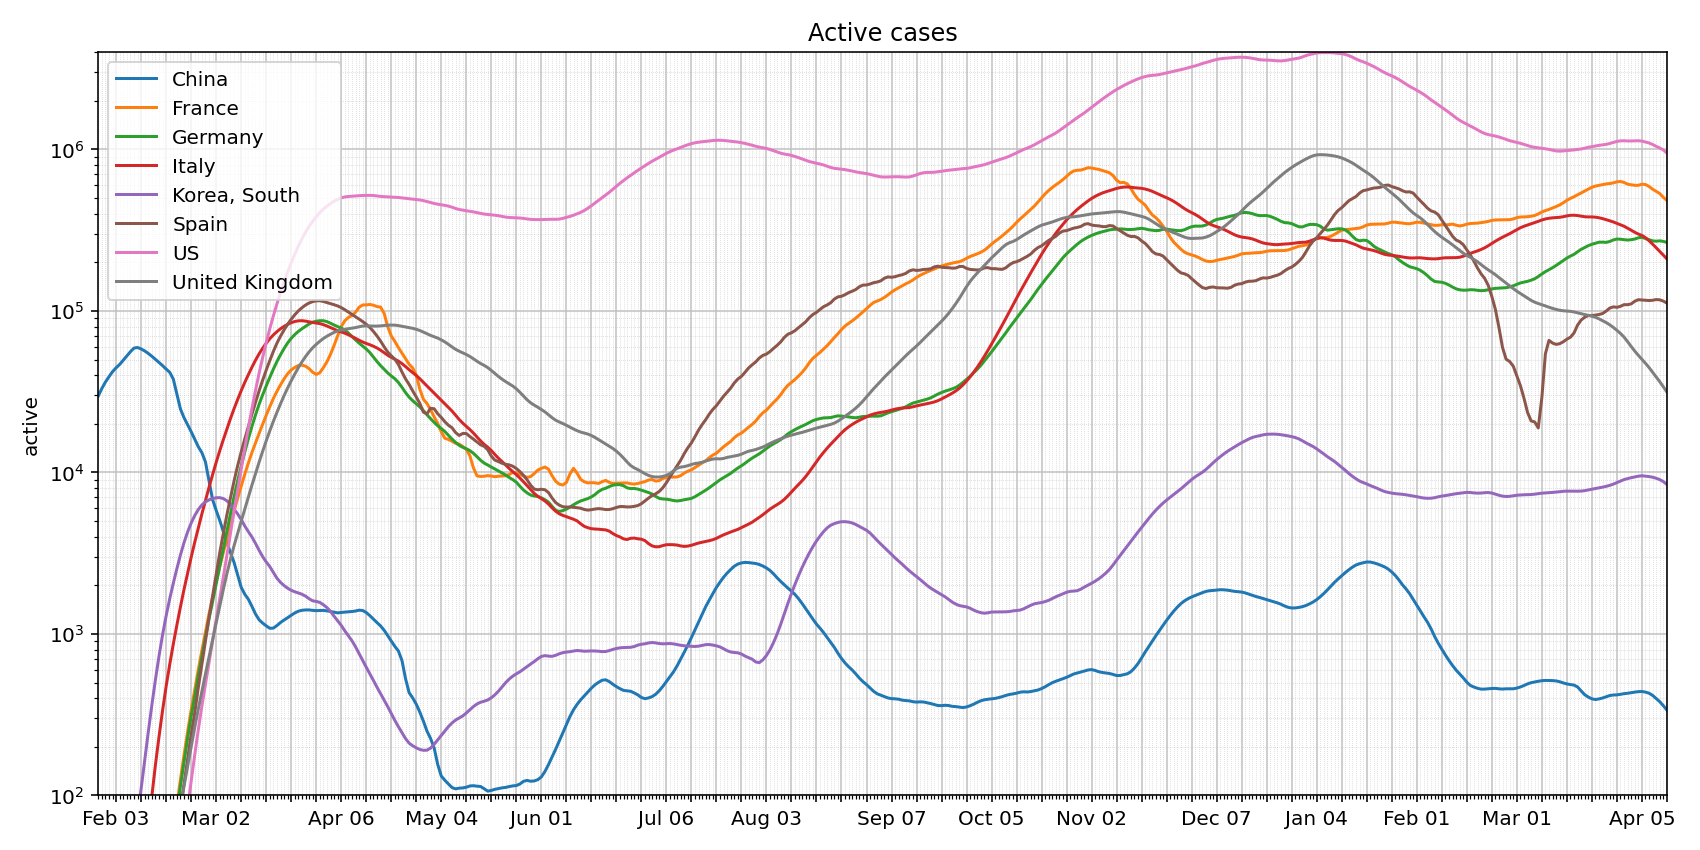 Active cases
China
France
Germany
Italy
Korea, South
Spain
US
United Kingdom
active
10^6
10^5
10^4
10^3
10^2
Feb 03 Mar 02 Apr 06 May 04 Jun 01 Jul 06 Aug 03 Sep 07 Oct 05 Nov 02 Dec 07 Jan 04 Feb 01 Mar 01 Apr 05